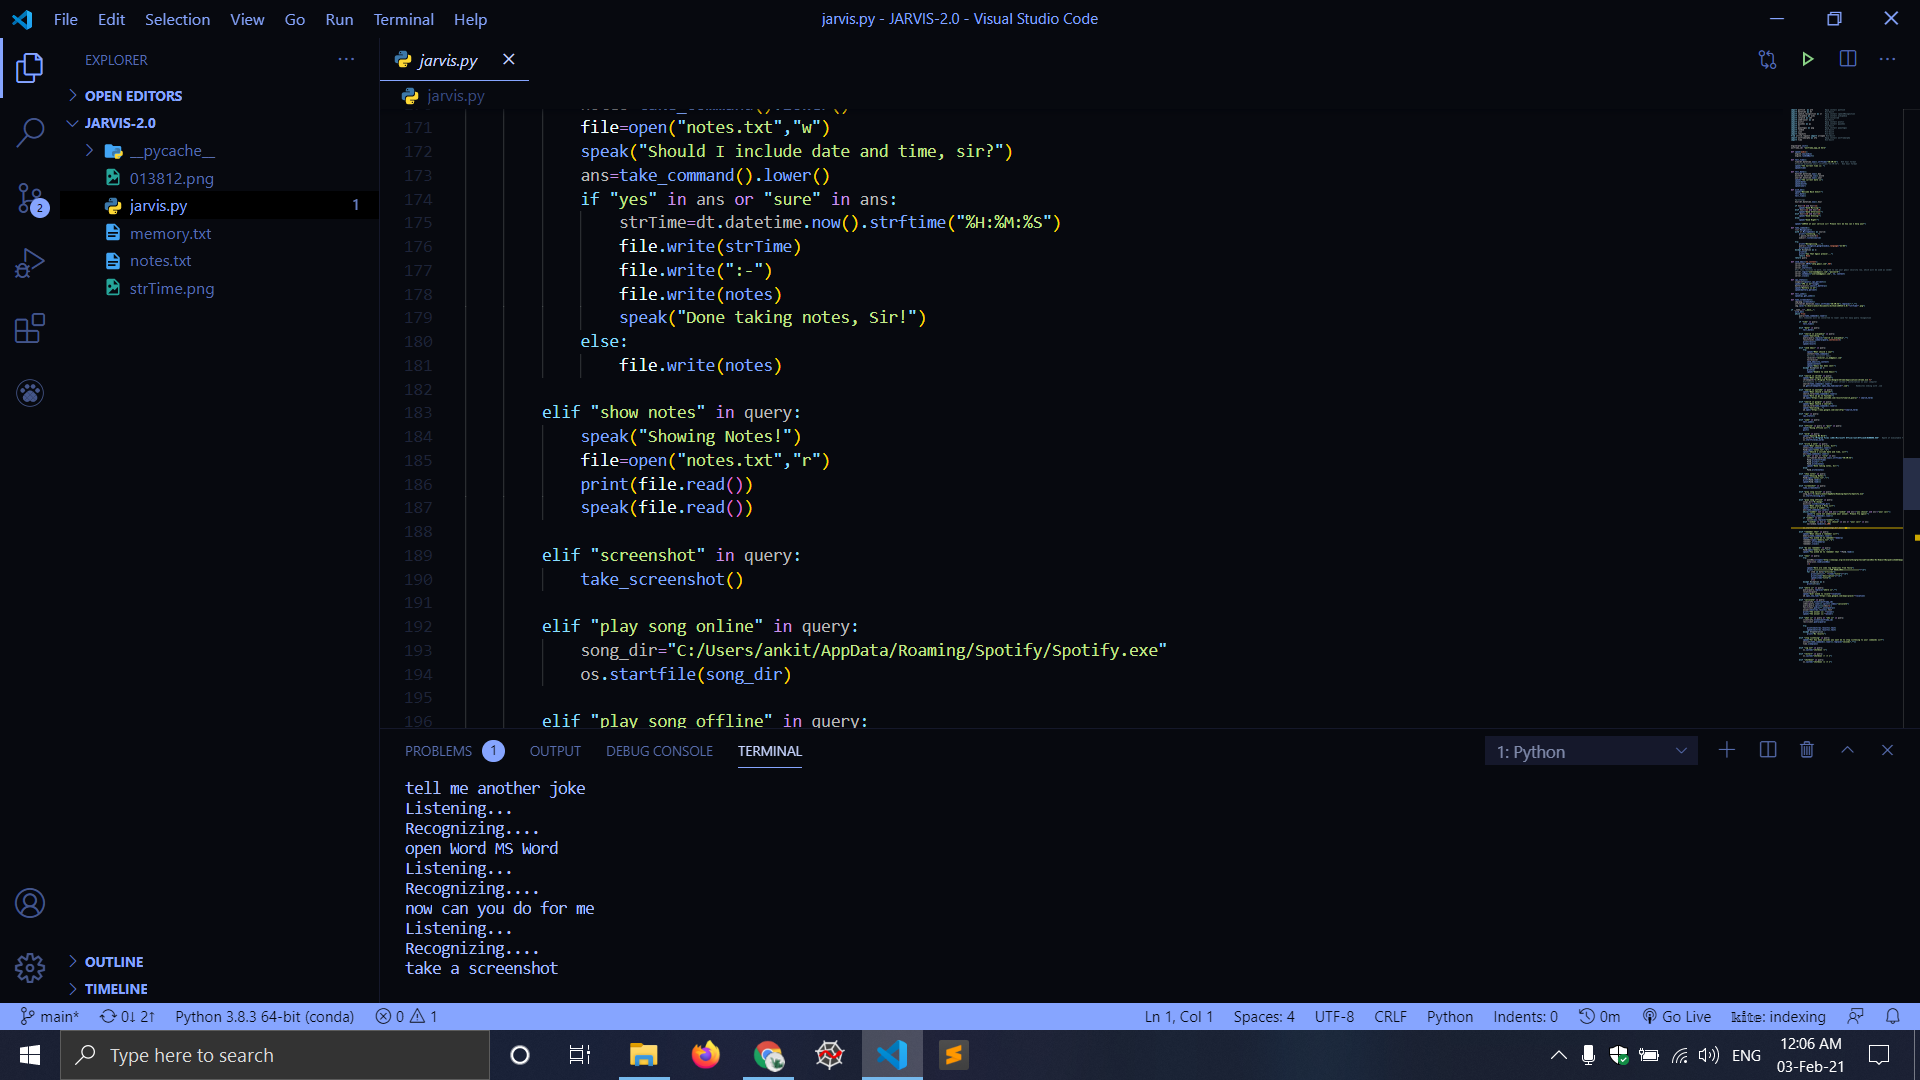 File Edit Selection View Go Run Terminal Help
jarvis.py - JARVIS-2.0 - Visual Studio Code
EXPLORER
OPEN EDITORS
JARVIS-2.0
__pycache__
013812.png
jarvis.py 1
memory.txt
notes.txt
strTime.png
OUTLINE
TIMELINE
2
jarvis.py
jarvis.py
171 file=open("notes.txt","w")
172 speak("Should I include date and time, sir?")
173 ans=take_command().lower()
174 if "yes" in ans or "sure" in ans:
175 strTime=dt.datetime.now().strftime("%H:%M:%S")
176 file.write(strTime)
177 file.write(":-")
178 file.write(notes)
179 speak("Done taking notes, Sir!")
180 else:
181 file.write(notes)
182
183 elif "show notes" in query:
184 speak("Showing Notes!")
185 file=open("notes.txt","r")
186 print(file.read())
187 speak(file.read())
188
189 elif "screenshot" in query:
190 take_screenshot()
191
192 elif "play song online" in query:
193 song_dir="C:/Users/ankit/AppData/Roaming/Spotify/Spotify.exe"
194 os.startfile(song_dir)
195
196 elif "play song offline" in query:
PROBLEMS 1 OUTPUT DEBUG CONSOLE TERMINAL
1: Python
tell me another joke
Listening...
Recognizing....
open Word MS Word
Listening...
Recognizing....
now can you do for me
Listening...
Recognizing....
take a screenshot
main* 0↓ 2↑ Python 3.8.3 64-bit (conda) 0 1
Ln 1, Col 1 Spaces: 4 UTF-8 CRLF Python Indents: 0 0m Go Live kite: indexing
Type here to search
ENG
12:06 AM
03-Feb-21